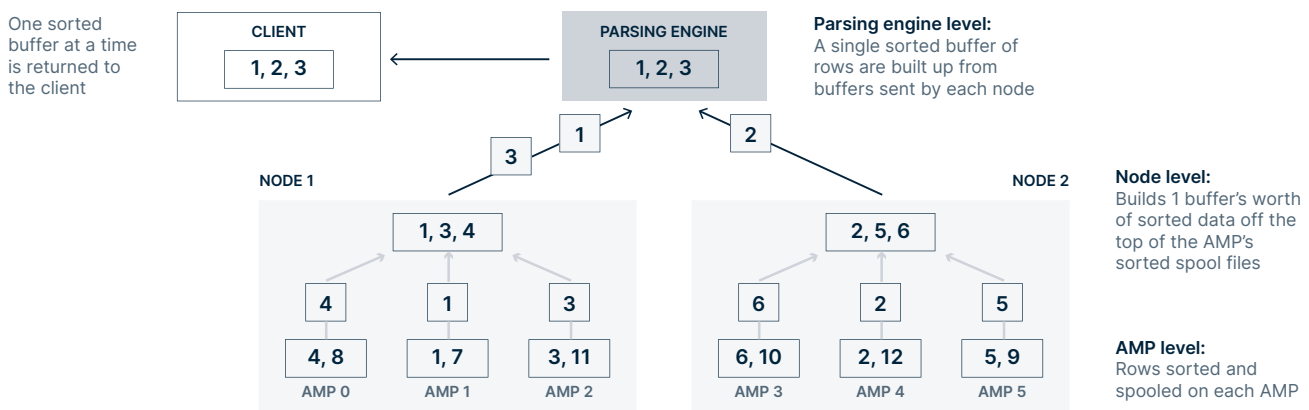 One sorted
buffer at a time
is returned to
the client
CLIENT
1, 2, 3
PARSING ENGINE
1, 2, 3
Parsing engine level:
A single sorted buffer of
rows are built up from
buffers sent by each node
1
2
3
NODE 1
NODE 2
Node level:
Builds 1 buffer’s worth
of sorted data off the
top of the AMP’s
sorted spool files
1, 3, 4
2, 5, 6
4
1
3
6
2
5
4, 8
1, 7
3, 11
6, 10
2, 12
5, 9
AMP 0
AMP 1
AMP 2
AMP 3
AMP 4
AMP 5
AMP level:
Rows sorted and
spooled on each AMP